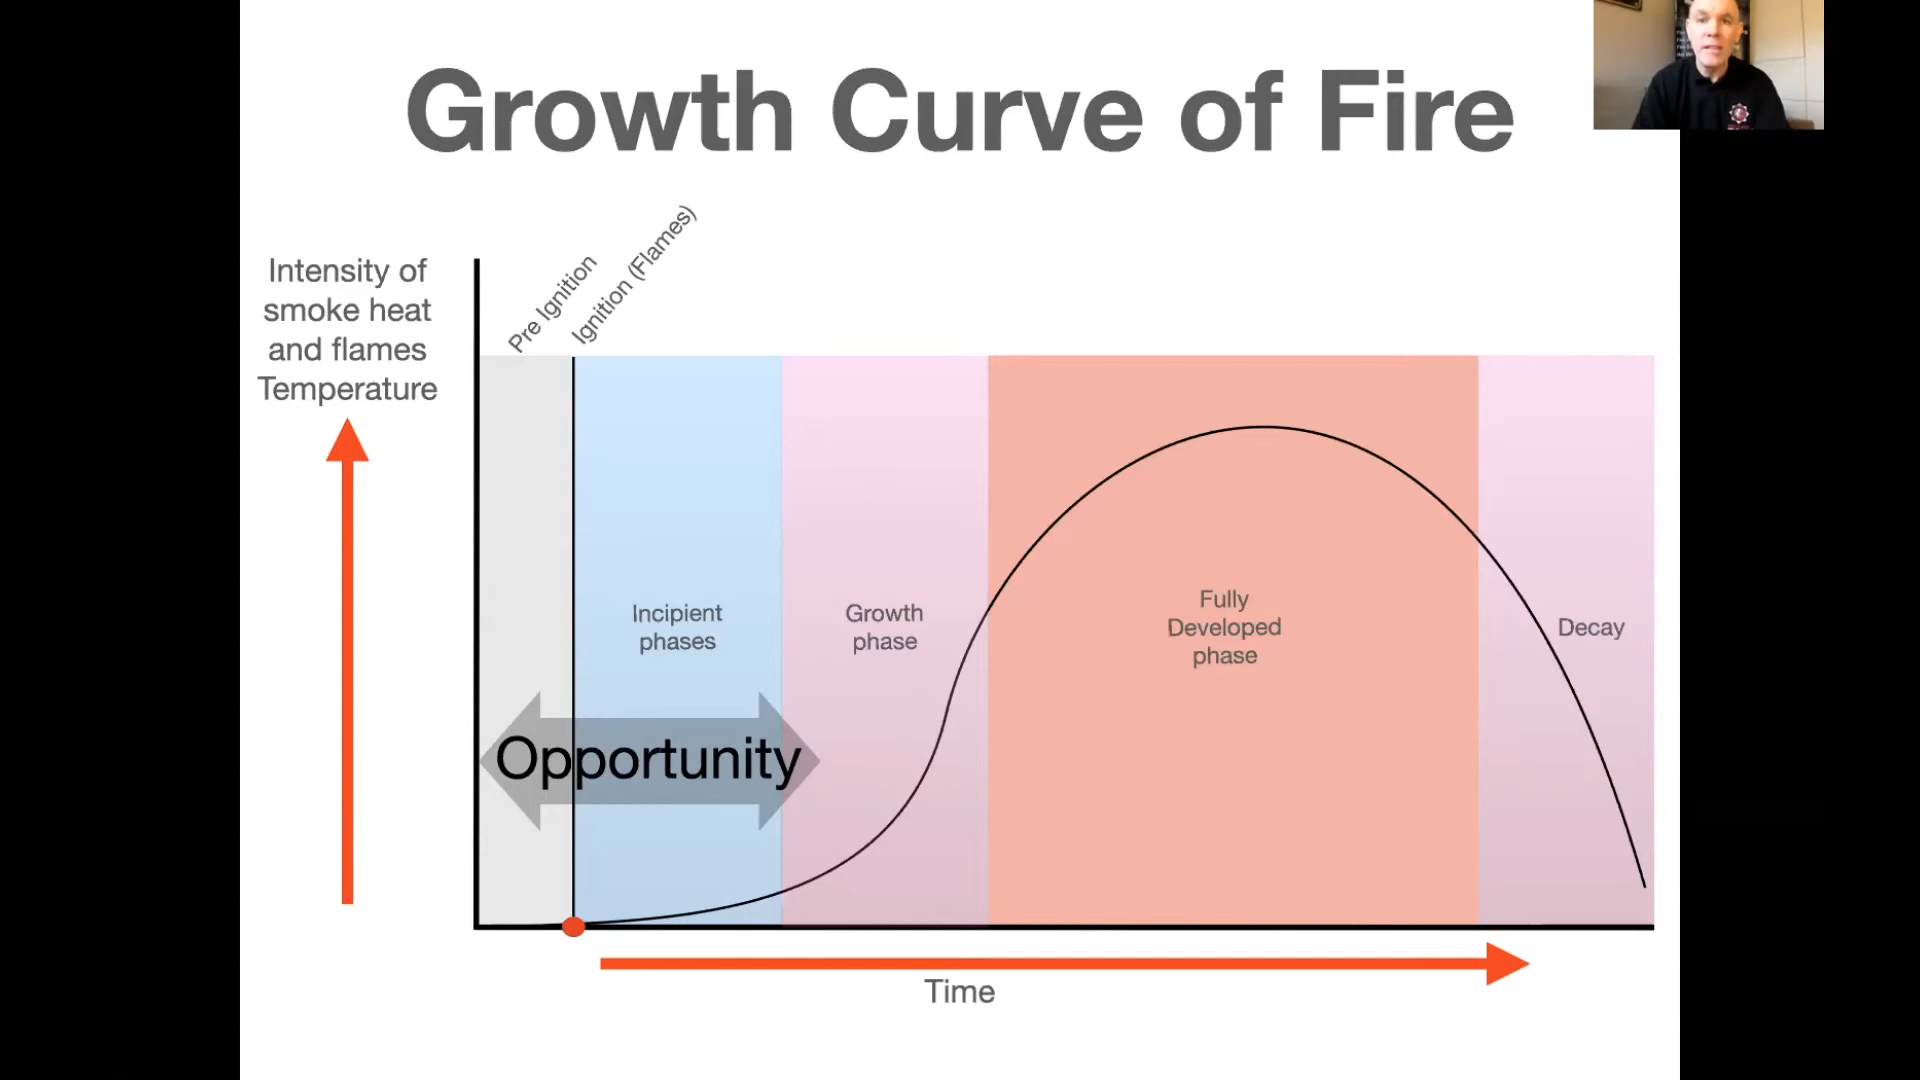 Growth Curve of Fire
Intensity of
smoke heat
and flames
Temperature
Pre Ignition
Ignition (Flames)
Incipient
phases
Growth
phase
Fully
Developed
phase
Decay
Opportunity
Time